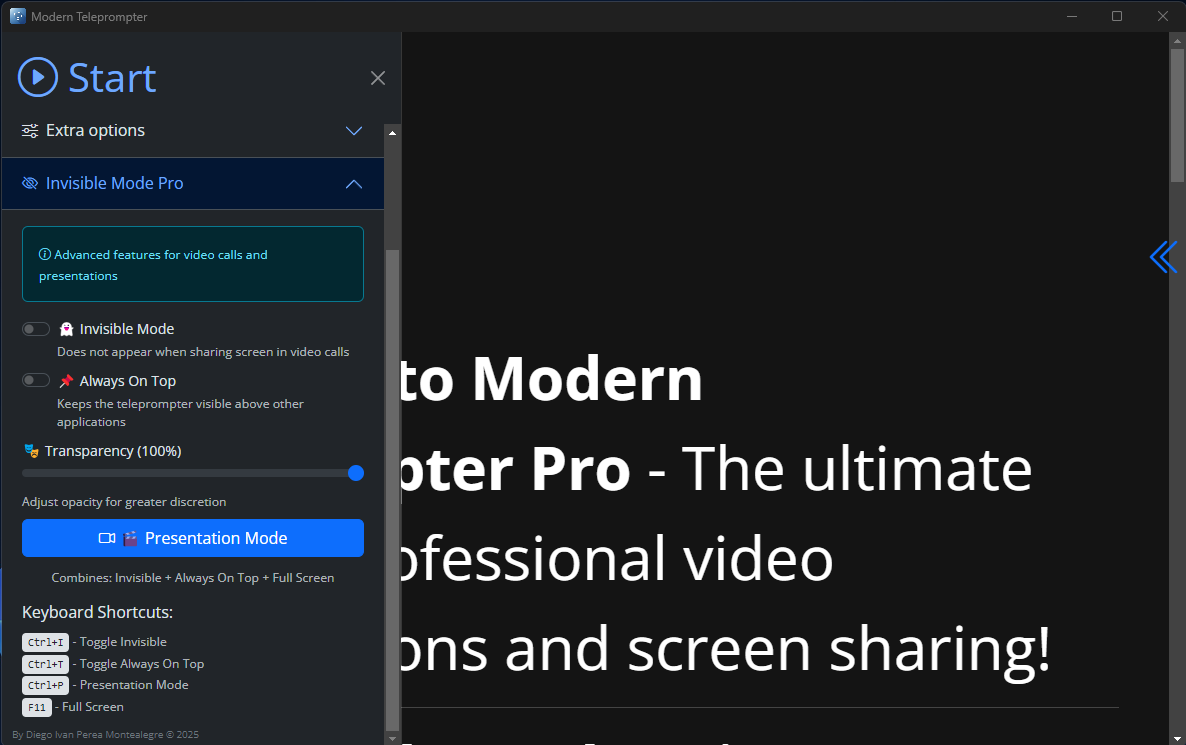 Modern Teleprompter
Start
Extra options
Invisible Mode Pro
Advanced features for video calls and
presentations
Invisible Mode
Does not appear when sharing screen in video calls
Always On Top
Keeps the teleprompter visible above other
applications
Transparency (100%)
Adjust opacity for greater discretion
Presentation Mode
Combines: Invisible + Always On Top + Full Screen
Keyboard Shortcuts:
Ctrl+I - Toggle Invisible
Ctrl+T - Toggle Always On Top
Ctrl+P - Presentation Mode
F11 - Full Screen
By Diego Ivan Perea Montealegre © 2025
to Modern
pter Pro - The ultimate
ofessional video
ons and screen sharing!